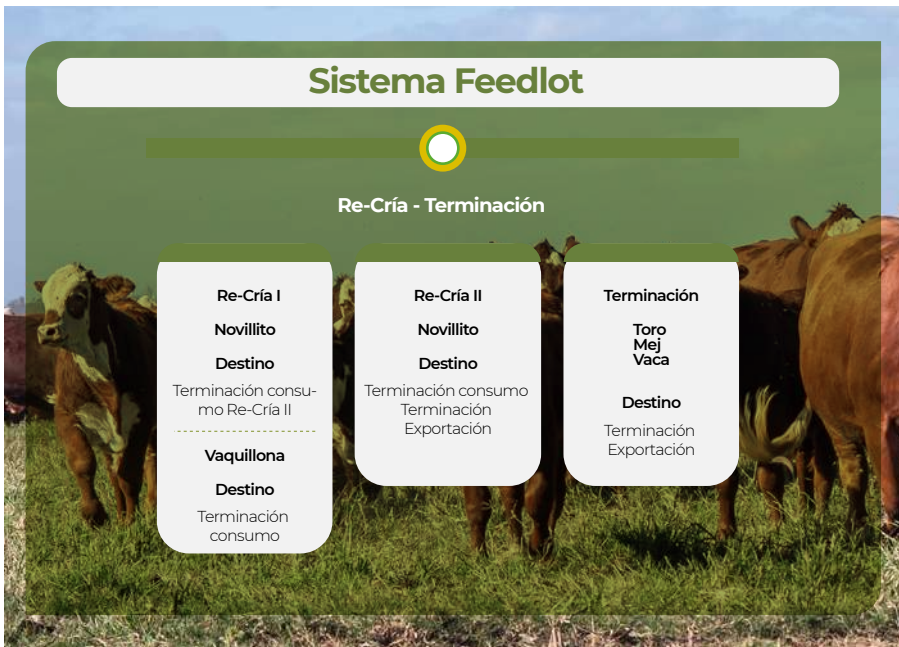 Sistema Feedlot
Re-Cría - Terminación
Re-Cría I
Novillito
Destino
Terminación consu-
mo Re-Cría II
Vaquillona
Destino
Terminación
consumo
Re-Cría II
Novillito
Destino
Terminación consumo
Terminación
Exportación
Terminación
Toro
Mej
Vaca
Destino
Terminación
Exportación